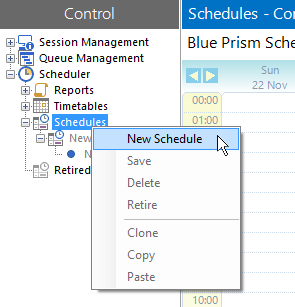 Control
Schedules - Co
Session Management
Queue Management
Scheduler
Reports
Timetables
Schedules
New
N
Retired
Blue Prism Sche
Sun
22 Nov
00:00
01:00
10:00
New Schedule
Save
Delete
Retire
Clone
Copy
Paste